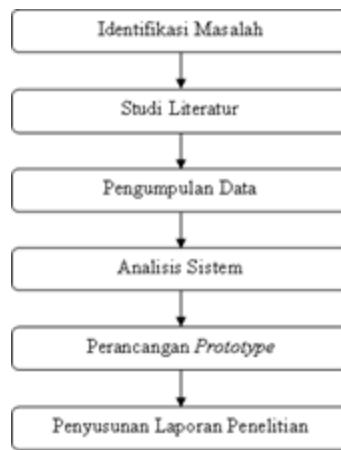 Identifikasi Masalah
Studi Literatur
Pengumpulan Data
Analisis Sistem
Perancangan Prototype
Penyusunan Laporan Penelitian